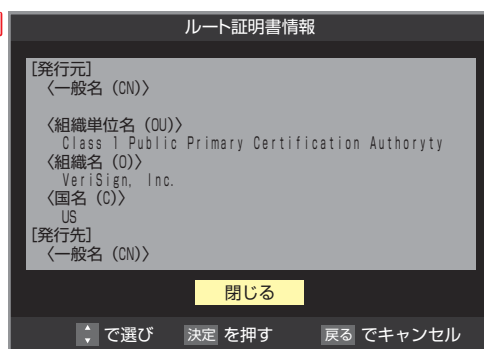 ルート証明書情報
[発行元]
〈一般名（CN）〉
〈組織単位名（OU）〉
Class 1 Public Primary Certification Authoryty
〈組織名（O）〉
VeriSign, Inc.
〈国名（C）〉
US
[発行先]
〈一般名（CN）〉
閉じる
で選び 決定 を押す 戻る でキャンセル